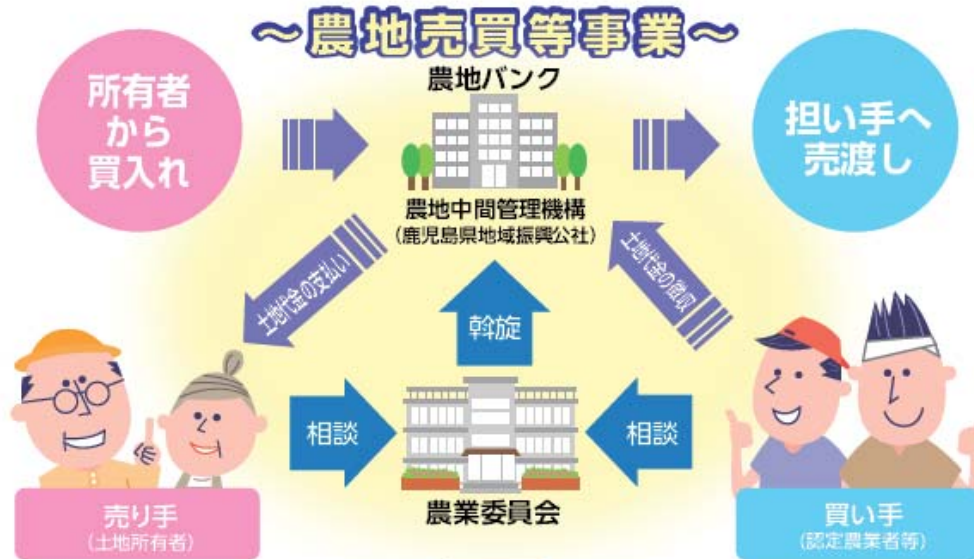 ～農地売買等事業～
農地バンク
所有者
から
買入れ
担い手へ
売渡し
農地中間管理機構
(鹿児島県地域振興公社)
土地代金の支払い
土地代金の徴収
斡旋
相談
相談
農業委員会
売り手
(土地所有者)
買い手
(認定農業者等)